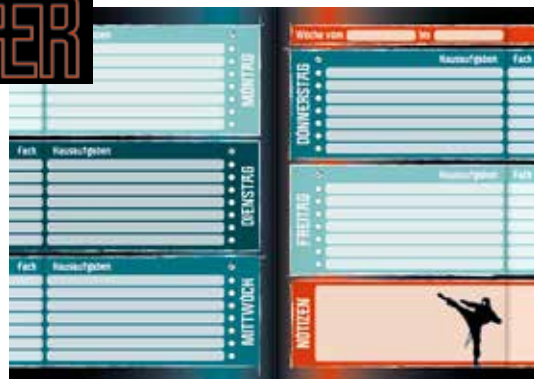 ER
Hausaufgaben
MONTAG
Fach Hausaufgaben
DIENSTAG
Fach Hausaufgaben
MITTWOCH
Woche vom bis
Hausaufgaben Fach
DONNERSTAG
Hausaufgaben Fach
FREITAG
NOTIZEN